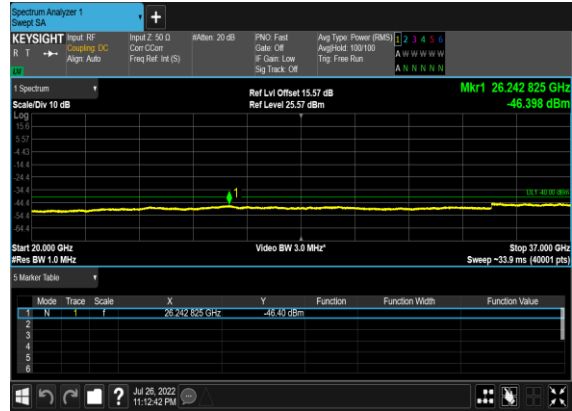 Spectrum Analyzer 1
Swept SA
KEYSIGHT Input: RF Input Z: 50 Ω #Atten: 20 dB PNO: Fast Avg Type: Power (RMS) 1 2 3 4 5 6
R T Coupling: DC Corr CCorr Gate: Off Avg|Hold: 100/100 A W W W W W
Align: Auto Freq Ref: Int (S) IF Gain: Low Trig: Free Run
Sig Track: Off A N N N N N
1 Spectrum Ref Lvl Offset 15.57 dB Mkr1 26.242 825 GHz
Scale/Div 10 dB Ref Level 25.57 dBm -46.398 dBm
Log
15.6
5.57
-4.43
-14.4
-24.4
-34.4
1
DL1 -40.00 dBm
-44.4
-54.4
-64.4
Start 20.000 GHz Video BW 3.0 MHz* Stop 37.000 GHz
#Res BW 1.0 MHz Sweep ~33.9 ms (40001 pts)
5 Marker Table
Mode Trace Scale X Y Function Function Width Function Value
1 N 1 f 26.242 825 GHz -46.40 dBm
2
3
4
5
6
? Jul 26, 2022
11:12:42 PM